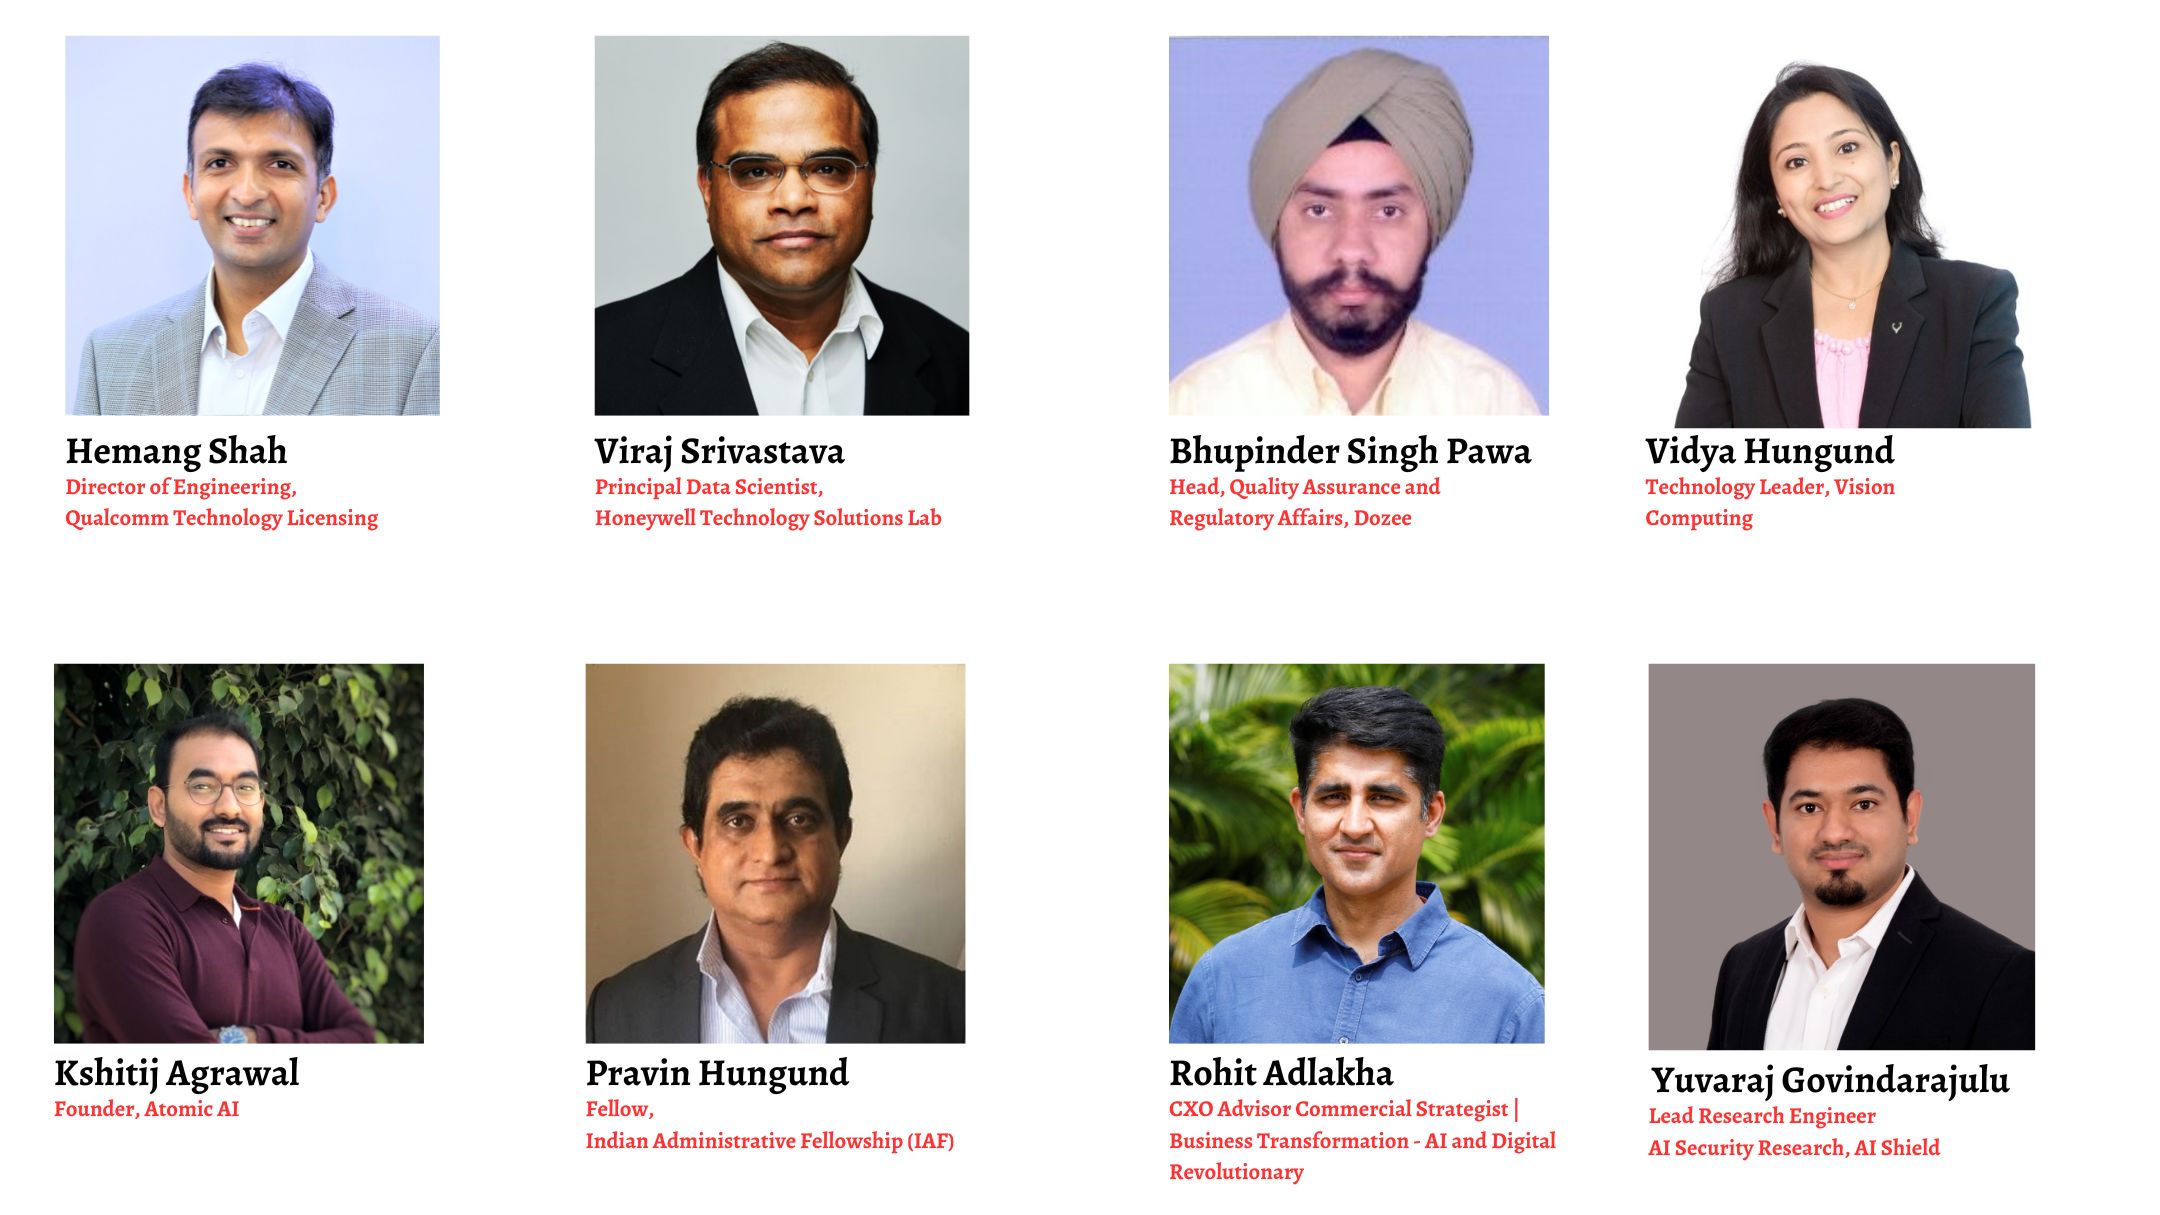 Hemang Shah
Director of Engineering,
Qualcomm Technology Licensing
Viraj Srivastava
Principal Data Scientist,
Honeywell Technology Solutions Lab
Bhupinder Singh Pawa
Head, Quality Assurance and
Regulatory Affairs, Dozee
Vidya Hungund
Technology Leader, Vision
Computing
Kshitij Agrawal
Founder, Atomic AI
Pravin Hungund
Fellow,
Indian Administrative Fellowship (IAF)
Rohit Adlakha
CXO Advisor Commercial Strategist |
Business Transformation - AI and Digital
Revolutionary
Yuvaraj Govindarajulu
Lead Research Engineer
AI Security Research, AI Shield